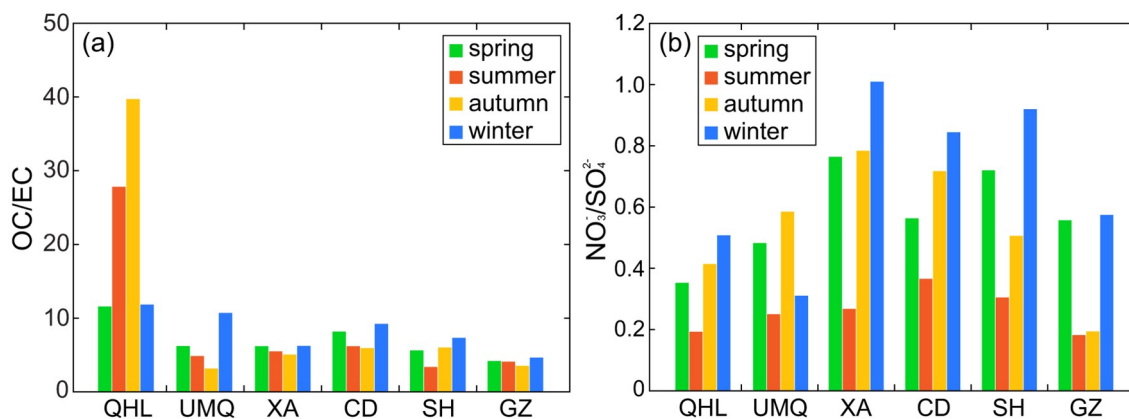 (a)
OC/EC
50
40
30
20
10
0
spring
summer
autumn
winter
QHL UMQ XA CD SH GZ
(b)
NO₃⁻/SO₄²⁻
1.2
1.0
0.8
0.6
0.4
0.2
0
spring
summer
autumn
winter
QHL UMQ XA CD SH GZ